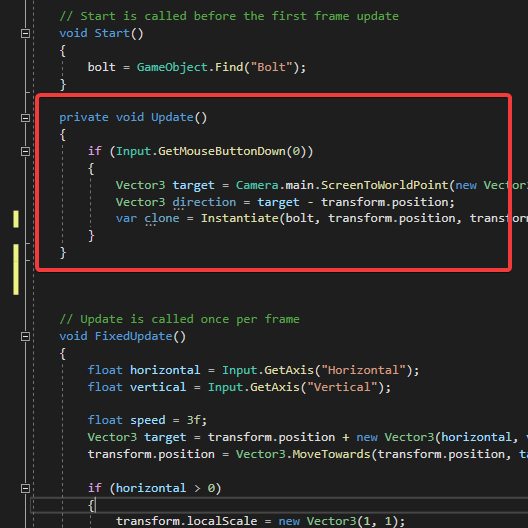 // Start is called before the first frame update
void Start()
{
bolt = GameObject.Find("Bolt");
}
private void Update()
{
if (Input.GetMouseButtonDown(0))
{
Vector3 target = Camera.main.ScreenToWorldPoint(new Vector3
Vector3 direction = target - transform.position;
var clone = Instantiate(bolt, transform.position, transform
}
}
// Update is called once per frame
void FixedUpdate()
{
float horizontal = Input.GetAxis("Horizontal");
float vertical = Input.GetAxis("Vertical");
float speed = 3f;
Vector3 target = transform.position + new Vector3(horizontal, v
transform.position = Vector3.MoveTowards(transform.position, ta
if (horizontal > 0)
{
transform.localScale = new Vector3(1, 1);